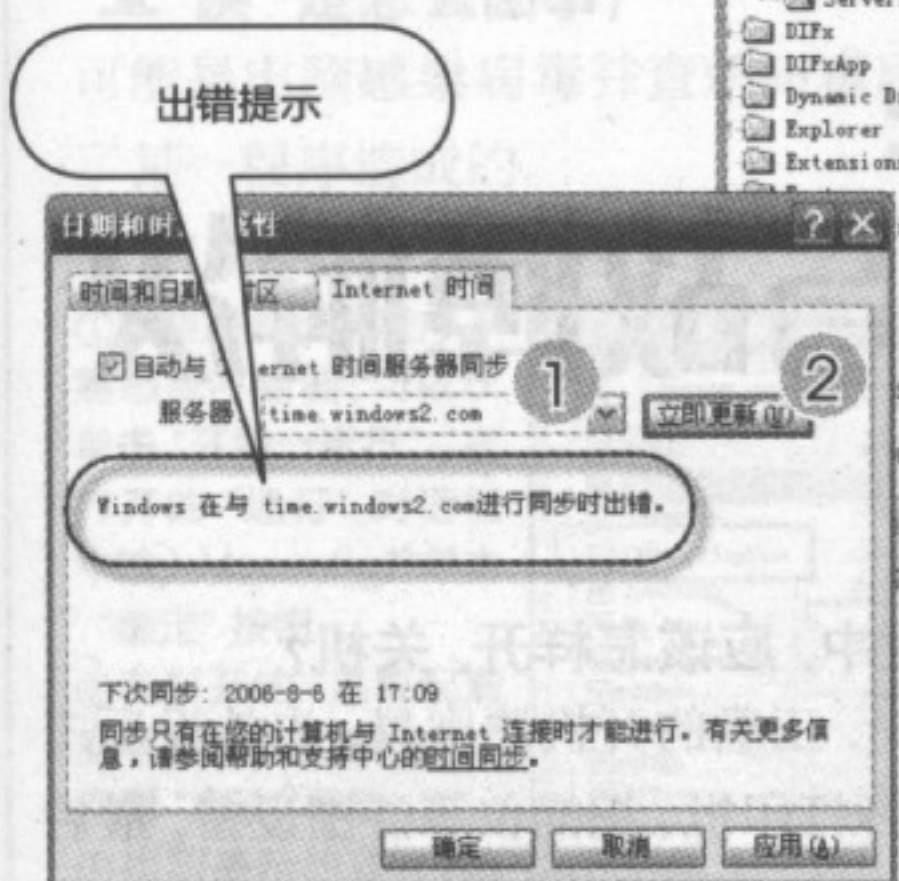 Server
DIFx
DIFxApp
Dynamic D
Explorer
Extension
出错提示
日期和时 属性
时间和日期 时区 Internet 时间
自动与 I ernet 时间服务器同步
1
2
服务器 time.windows2.com 立即更新(U)
Windows 在与 time.windows2.com进行同步时出错。
下次同步: 2006-8-6 在 17:09
同步只有在您的计算机与 Internet 连接时才能进行。有关更多信
息，请参阅帮助和支持中心的时间同步。
确定 取消 应用(A)